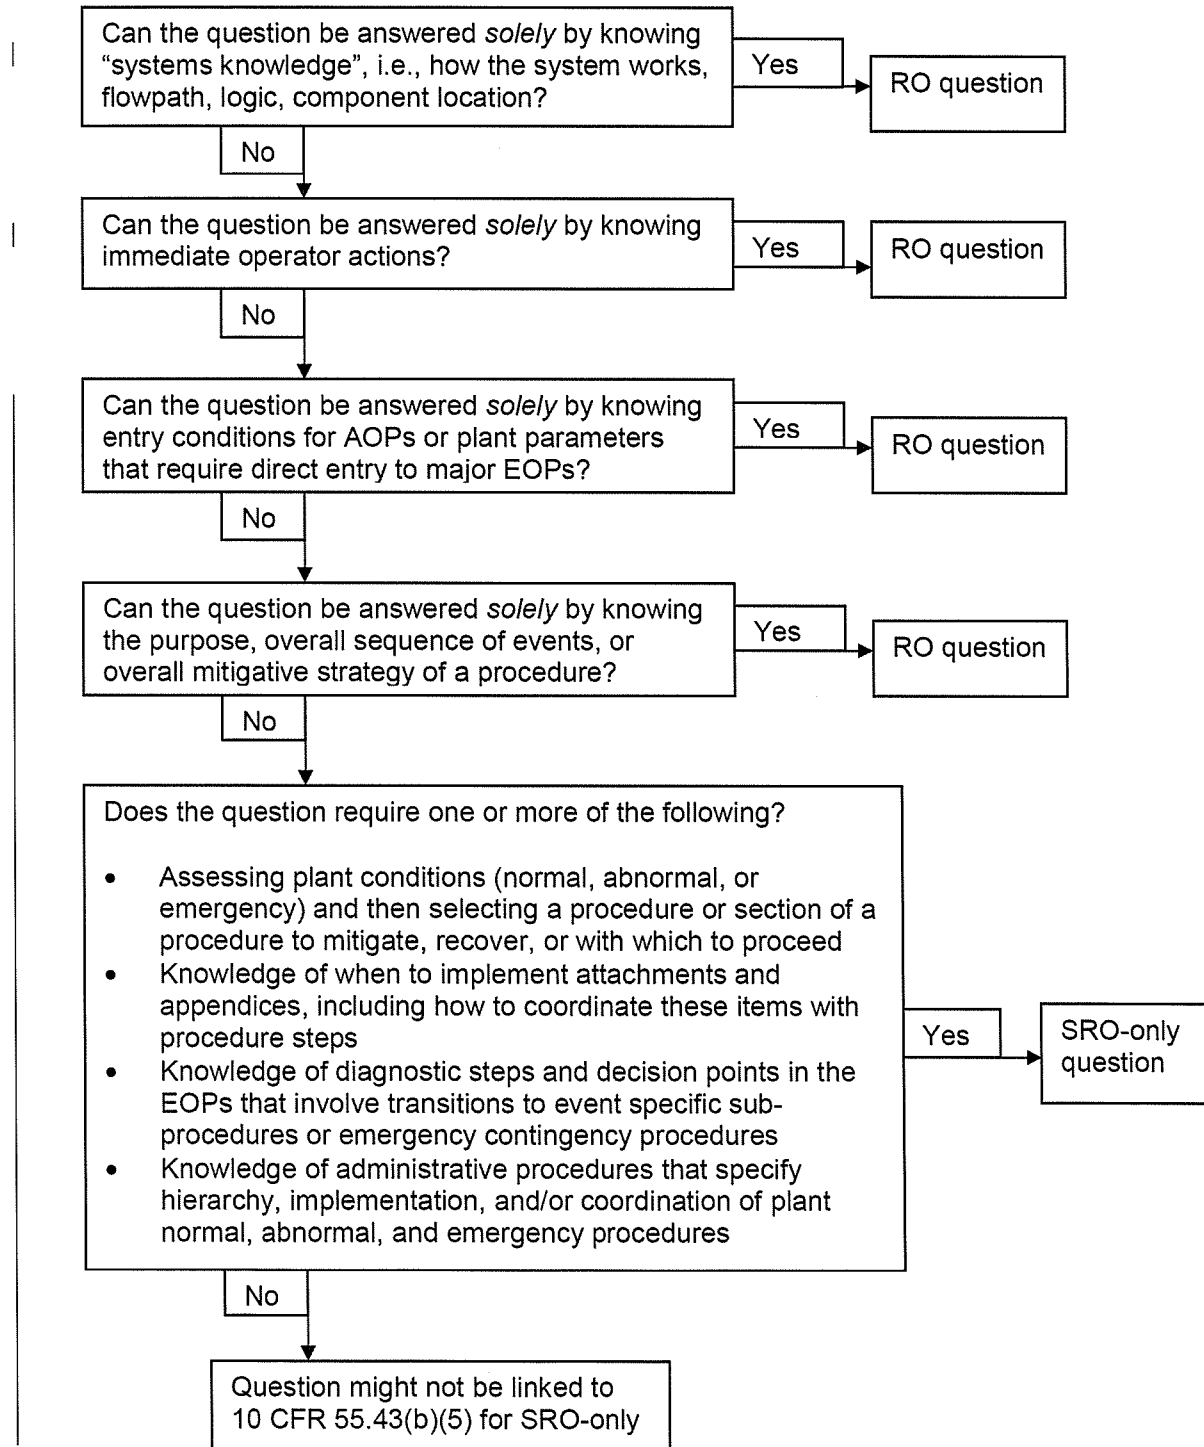 Can the question be answered solely by knowing
“systems knowledge”, i.e., how the system works,
flowpath, logic, component location?
Yes
RO question
No
Can the question be answered solely by knowing
immediate operator actions?
Yes
RO question
No
Can the question be answered solely by knowing
entry conditions for AOPs or plant parameters
that require direct entry to major EOPs?
Yes
RO question
No
Can the question be answered solely by knowing
the purpose, overall sequence of events, or
overall mitigative strategy of a procedure?
Yes
RO question
No
Does the question require one or more of the following?
• Assessing plant conditions (normal, abnormal, or
emergency) and then selecting a procedure or section of a
procedure to mitigate, recover, or with which to proceed
• Knowledge of when to implement attachments and
appendices, including how to coordinate these items with
procedure steps
• Knowledge of diagnostic steps and decision points in the
EOPs that involve transitions to event specific sub-
procedures or emergency contingency procedures
• Knowledge of administrative procedures that specify
hierarchy, implementation, and/or coordination of plant
normal, abnormal, and emergency procedures
Yes
SRO-only
question
No
Question might not be linked to
10 CFR 55.43(b)(5) for SRO-only